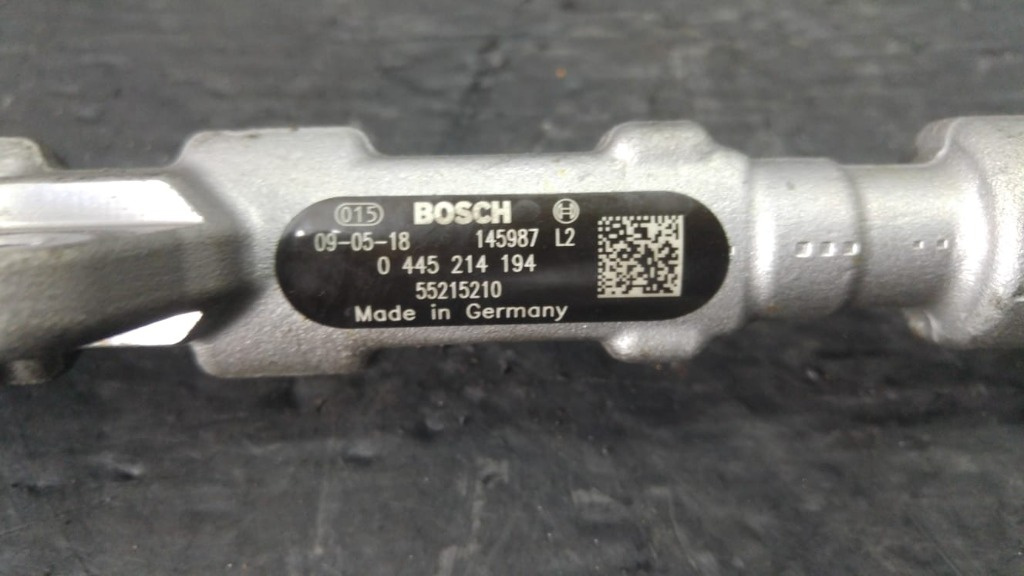 015 BOSCH
09-05-18 145987 L2
0 445 214 194
55215210
Made in Germany